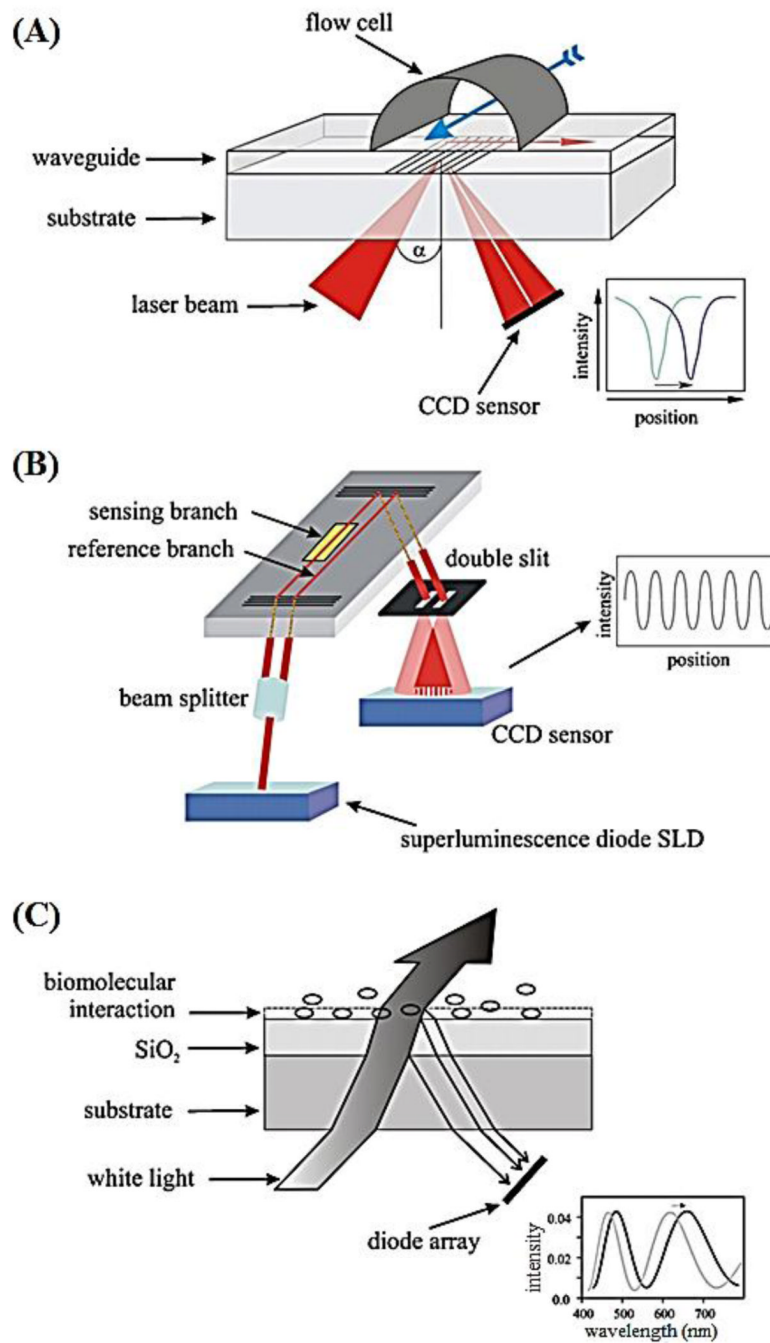 (A)
flow cell
waveguide
substrate
α
laser beam
CCD sensor
intensity
position
(B)
sensing branch
reference branch
double slit
beam splitter
CCD sensor
intensity
position
superluminescence diode SLD
(C)
biomolecular
interaction
SiO₂
substrate
white light
diode array
intensity
0.04
0.02
0.0
400 500 600 700
wavelength (nm)